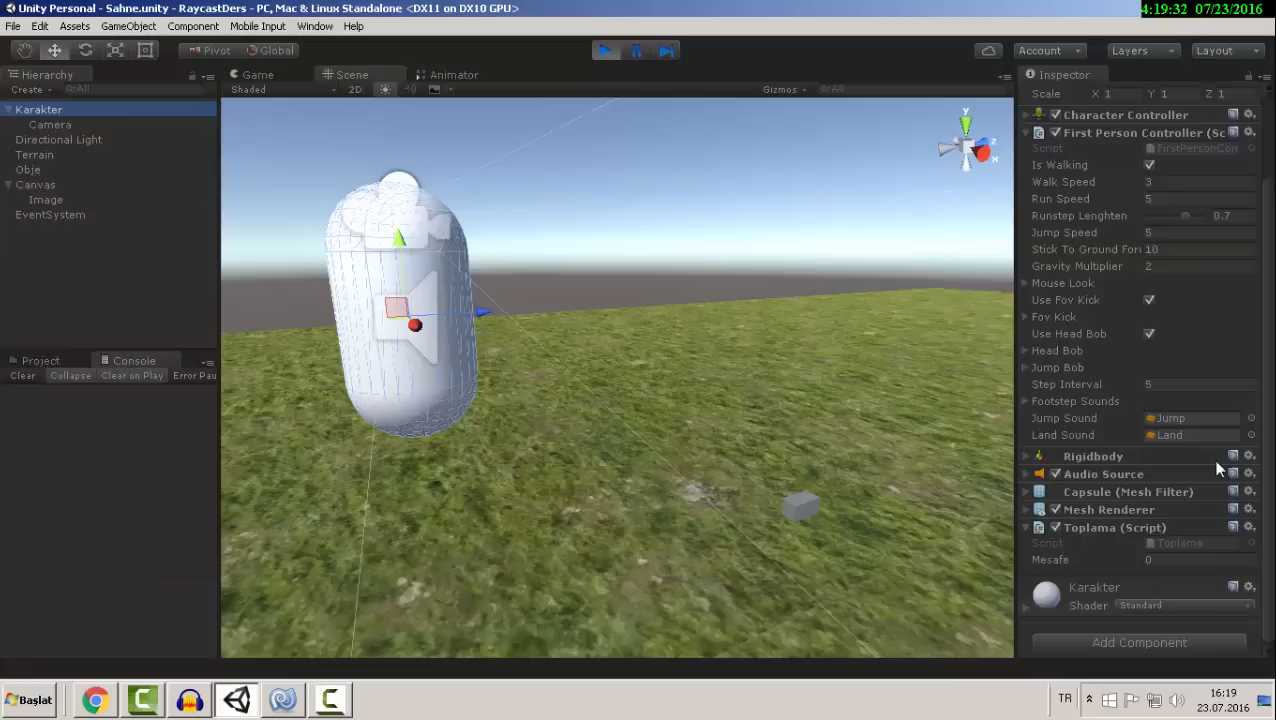 Unity Personal - Sahne.unity - RaycastDers - PC, Mac & Linux Standalone <DX11 on DX10 GPU>
4:19:32 07/23/2016
File Edit Assets GameObject Component Mobile Input Window Help
Pivot Global Account Layers Layout
Hierarchy Game Scene Animator Inspector
Create All Shaded 2D Gizmos All
Scale X 1 Y 1 Z 1
Karakter
Camera
Directional Light
Terrain
Obje
Canvas
Image
EventSystem
Project Console
Clear Collapse Clear on Play Error Pau
y
z
x
Character Controller
First Person Controller (Sc
Script FirstPersonCon
Is Walking
Walk Speed 3
Run Speed 5
Runstep Lenghten 0.7
Jump Speed 5
Stick To Ground For 10
Gravity Multiplier 2
Mouse Look
Use Fov Kick
Fov Kick
Use Head Bob
Head Bob
Jump Bob
Step Interval 5
Footstep Sounds
Jump Sound Jump
Land Sound Land
Rigidbody
Audio Source
Capsule (Mesh Filter)
Mesh Renderer
Toplama (Script)
Script Toplama
Mesafe 0
Karakter
Shader Standard
Add Component
Başlat
TR
16:19
23.07.2016